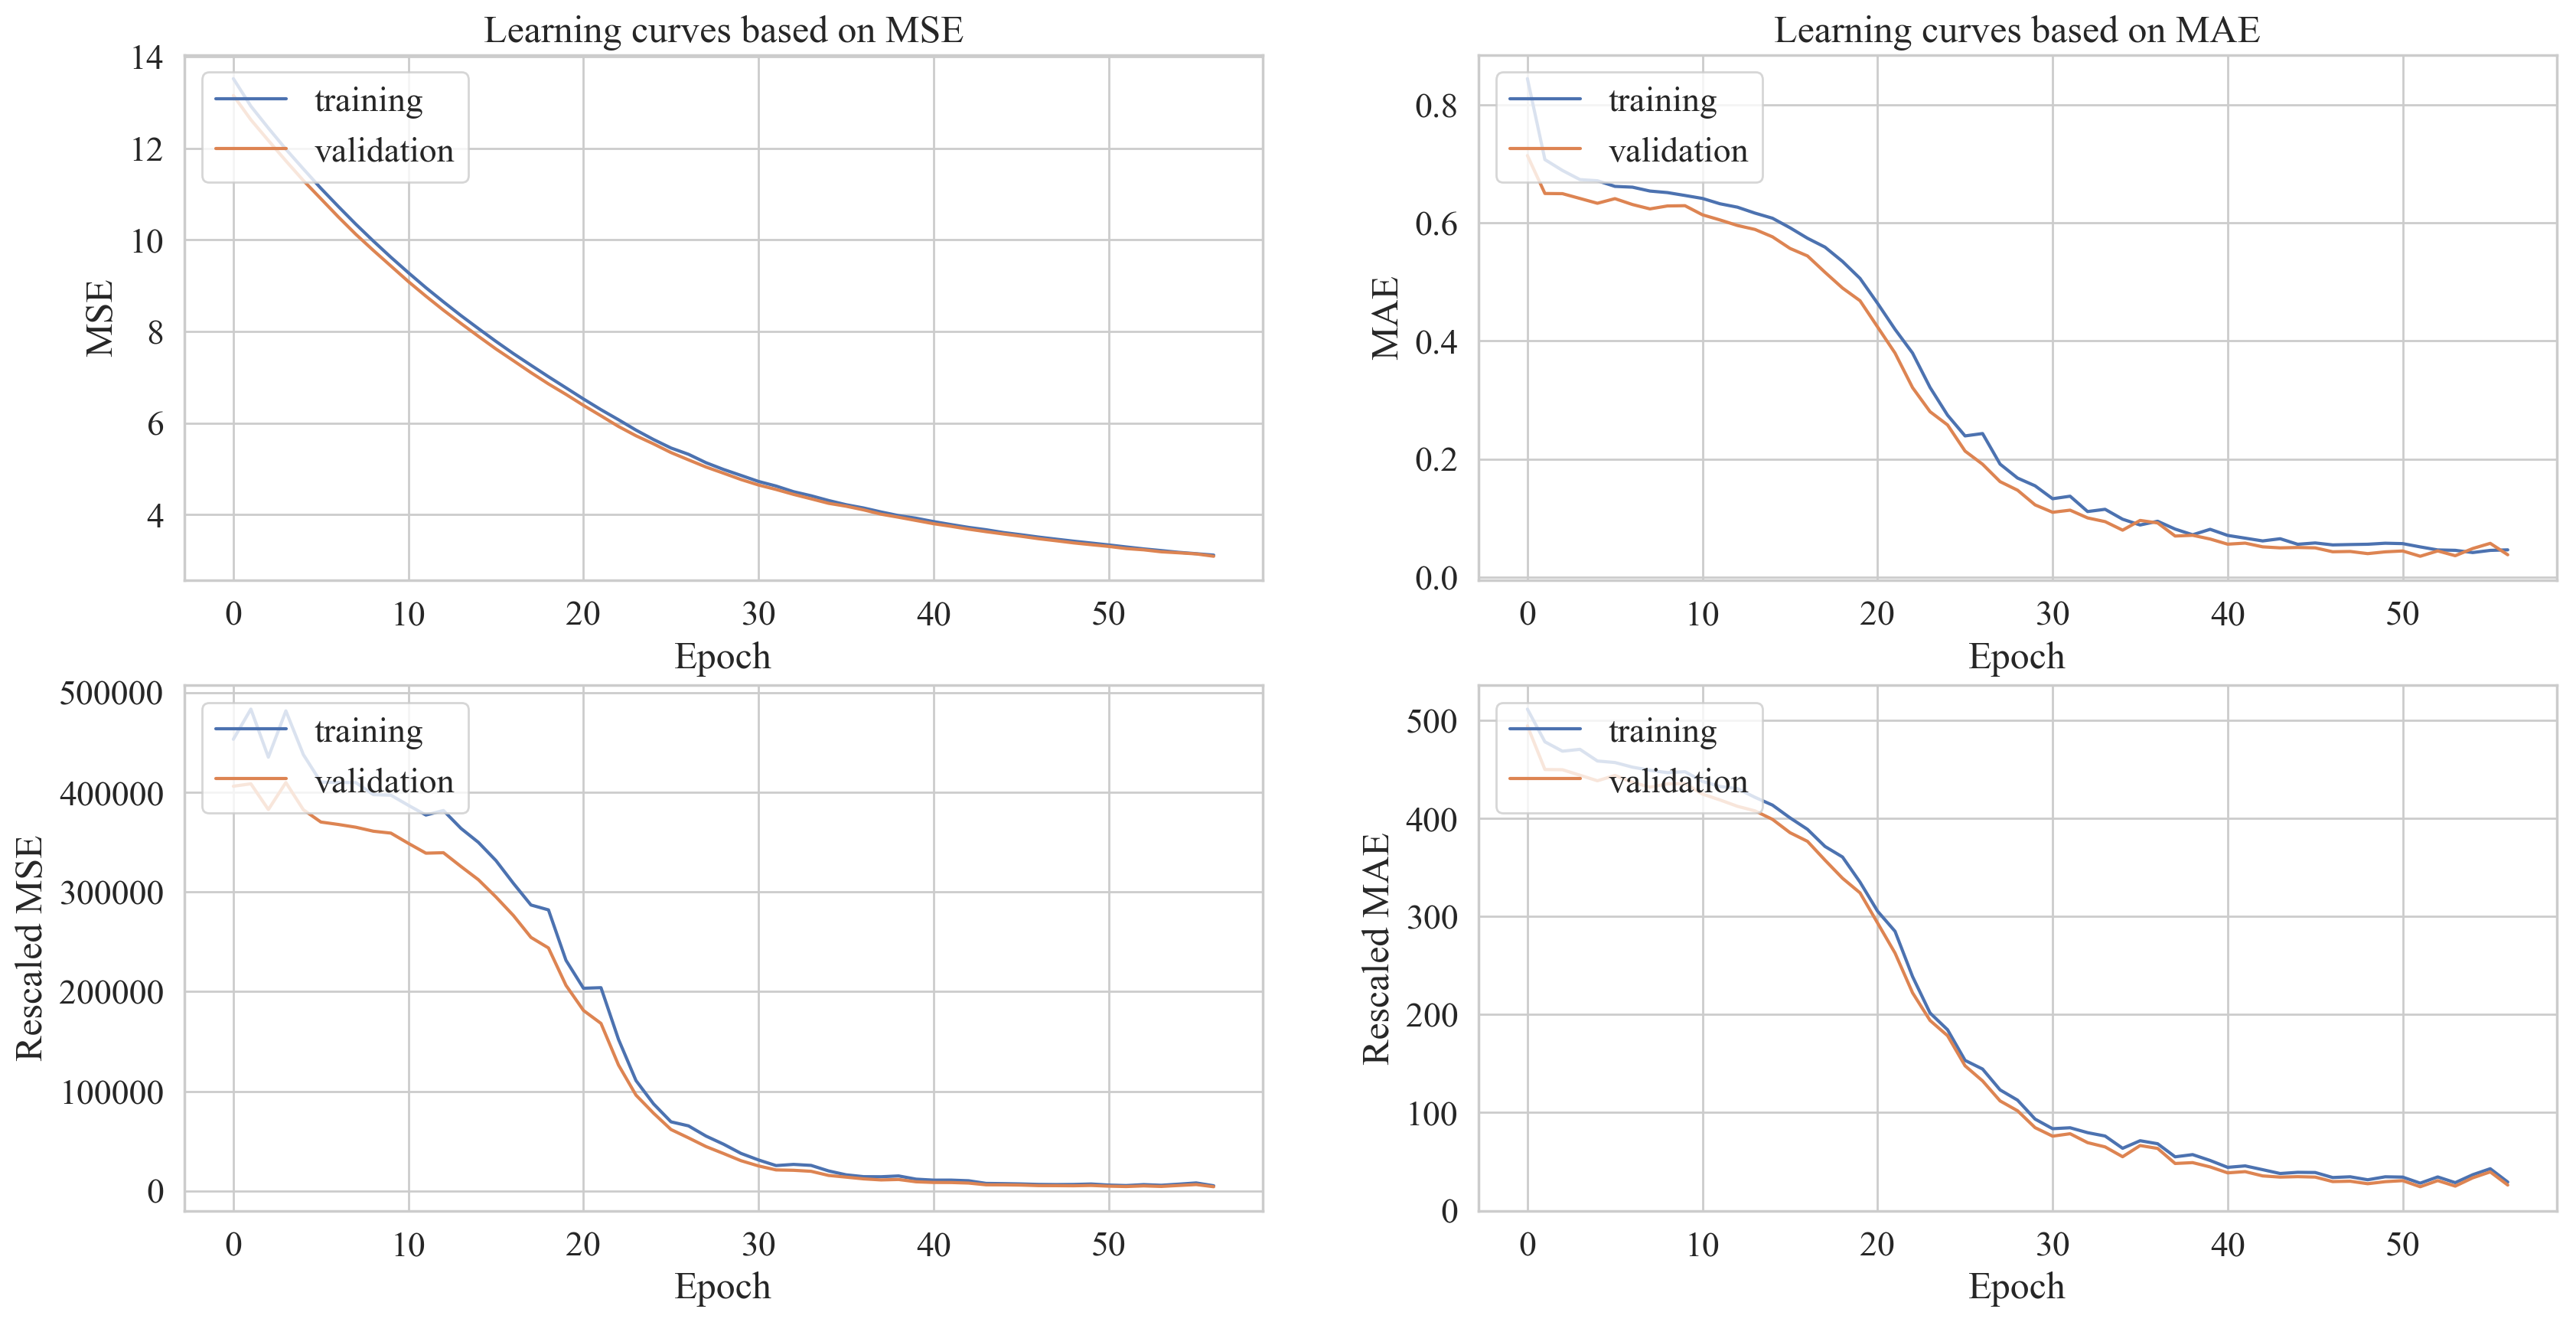 Learning curves based on MSE
14
12
10
8
6
4
MSE
training
validation
0 10 20 30 40 50
Epoch
Learning curves based on MAE
0.8
0.6
0.4
0.2
0.0
MAE
training
validation
0 10 20 30 40 50
Epoch
500000
400000
300000
200000
100000
0
Rescaled MSE
training
validation
0 10 20 30 40 50
Epoch
500
400
300
200
100
0
Rescaled MAE
training
validation
0 10 20 30 40 50
Epoch